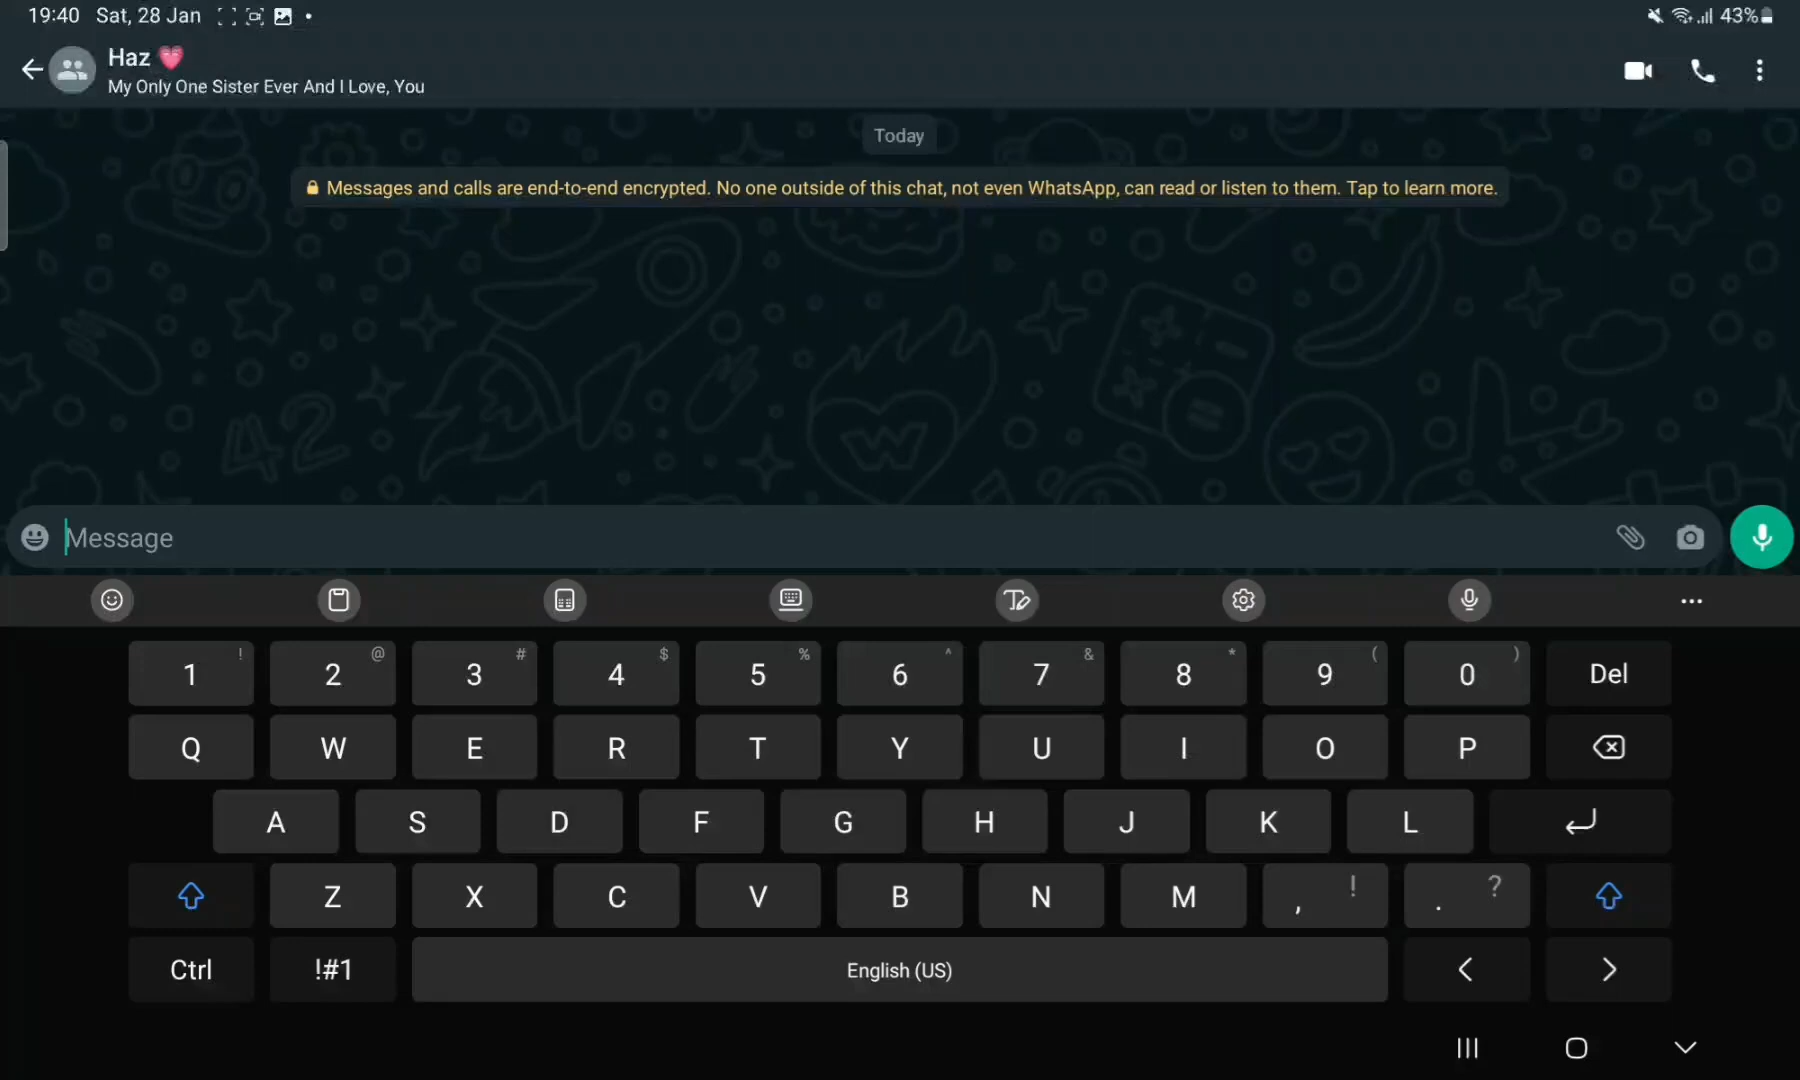 19:40 Sat, 28 Jan 43%
Haz 💗
My Only One Sister Ever And I Love, You
Today
Messages and calls are end-to-end encrypted. No one outside of this chat, not even WhatsApp, can read or listen to them. Tap to learn more.
42
W
Message
1 ! 2 @ 3 # 4 $ 5 % 6 ^ 7 & 8 * 9 ( 0 ) Del
Q W E R T Y U I O P
A S D F G H J K L
Z X C V B N M , ! . ?
Ctrl !#1 English (US) < >